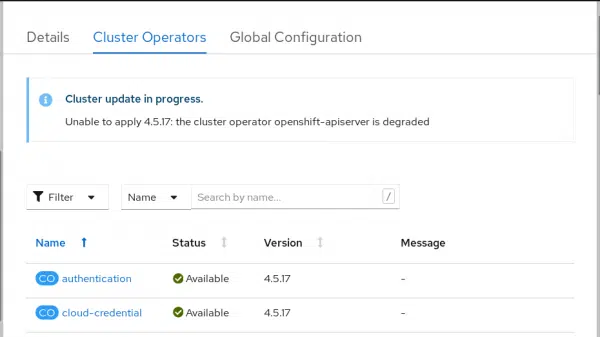 Details Cluster Operators Global Configuration
Cluster update in progress.
Unable to apply 4.5.17: the cluster operator openshift-apiserver is degraded
Filter Name Search by name... /
Name Status Version Message
CO authentication Available 4.5.17 -
CO cloud-credential Available 4.5.17 -